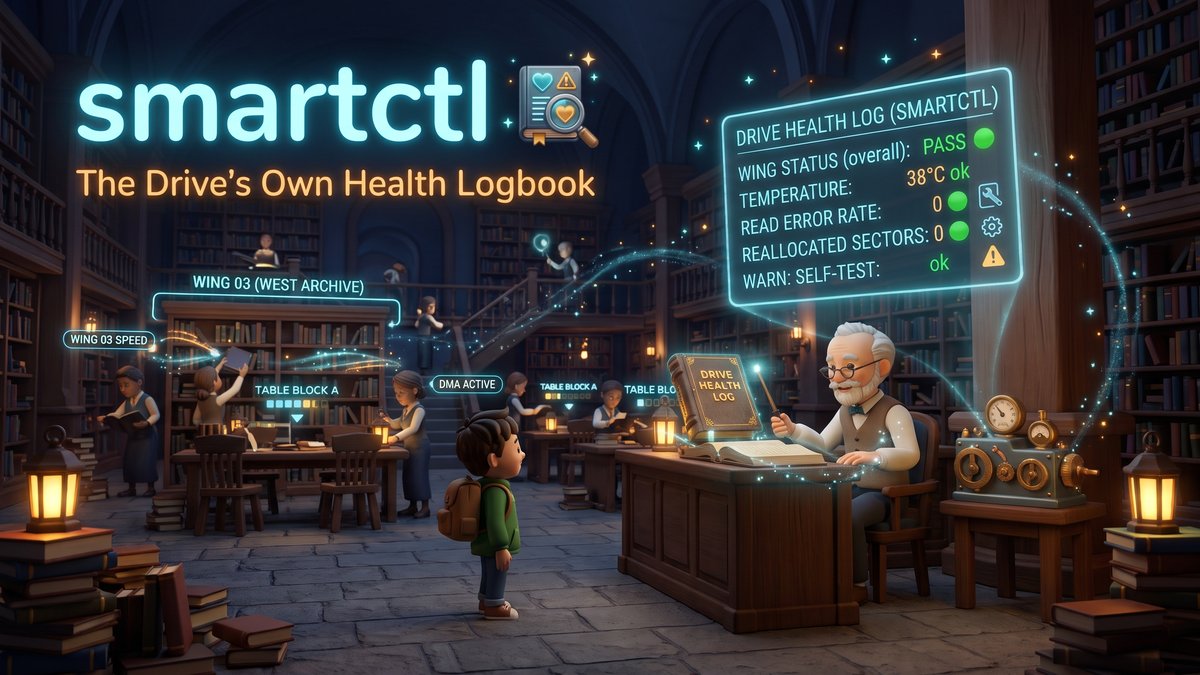 smartctl
The Drive's Own Health Logbook
DRIVE HEALTH LOG (SMARTCTL)
WING STATUS (overall): PASS
TEMPERATURE: 38°C ok
READ ERROR RATE: 0
REALLOCATED SECTORS: 0
WARN: SELF-TEST: ok
WING 03 (WEST ARCHIVE)
WING 03 SPEED
TABLE BLOCK A
DMA ACTIVE
TABLE BLOCK A
TABLE BLO
DRIVE
HEALTH
LOG